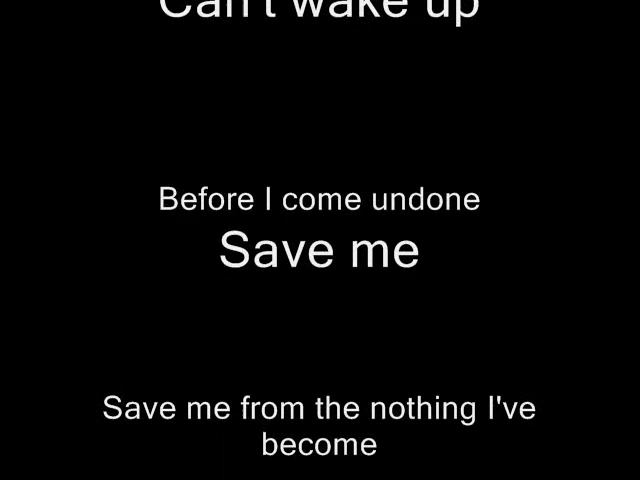 Can't wake up
Before I come undone
Save me
Save me from the nothing I've
become